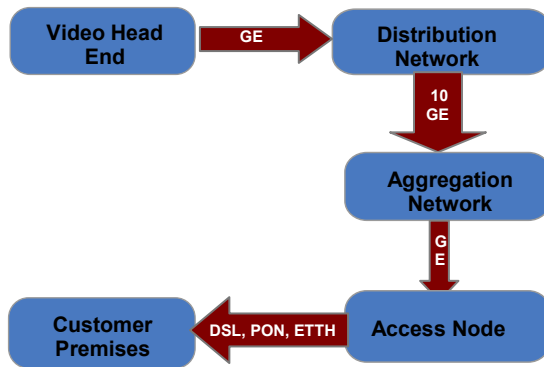 Video Head
End
GE
Distribution
Network
10
GE
Aggregation
Network
G
E
Access Node
DSL, PON, ETTH
Customer
Premises